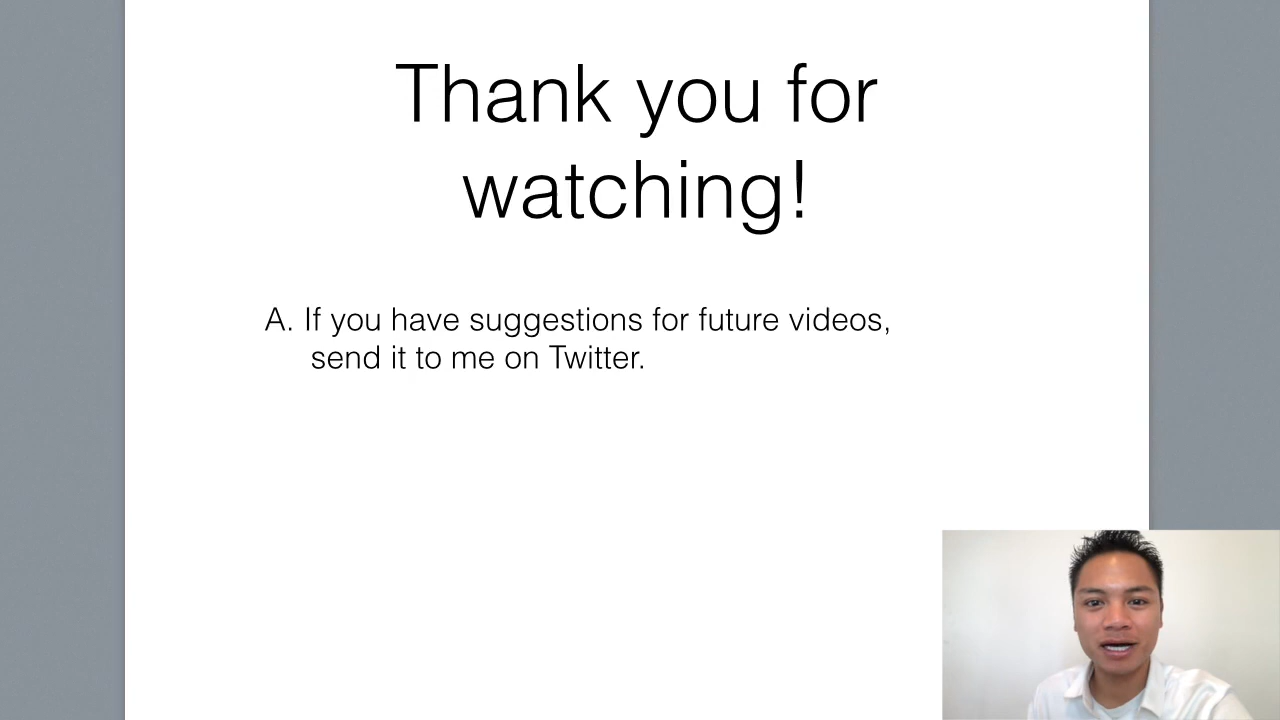 Thank you for
watching!
A. If you have suggestions for future videos,
send it to me on Twitter.